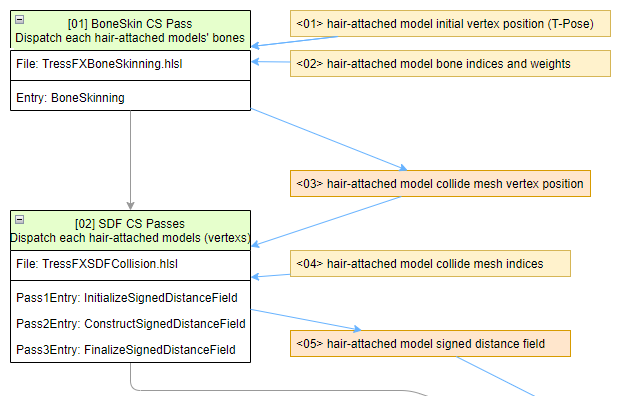 [01] BoneSkin CS Pass
Dispatch each hair-attached models' bones
File: TressFXBoneSkinning.hlsl
Entry: BoneSkinning
<01> hair-attached model initial vertex position (T-Pose)
<02> hair-attached model bone indices and weights
<03> hair-attached model collide mesh vertex position
[02] SDF CS Passes
Dispatch each hair-attached models (vertexs)
File: TressFXSDFCollision.hlsl
Pass1Entry: InitializeSignedDistanceField
Pass2Entry: ConstructSignedDistanceField
Pass3Entry: FinalizeSignedDistanceField
<04> hair-attached model collide mesh indices
<05> hair-attached model signed distance field